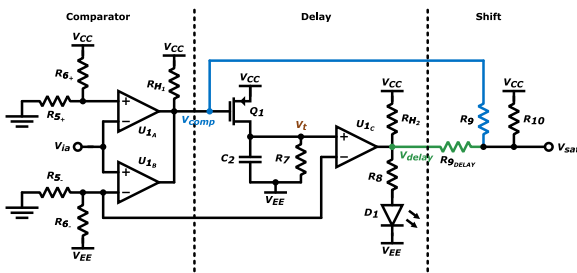 Comparator
Delay
Shift
VCC
VCC
VCC
VCC
VCC
R6+
RH1
R5+
U1A
Vcomp
Q1
Vt
U1C
RH2
R9
R10
Via
U1B
C2
R7
Vdelay
R9DELAY
Vsat
R5-
R6-
R8
VEE
D1
VEE
VEE